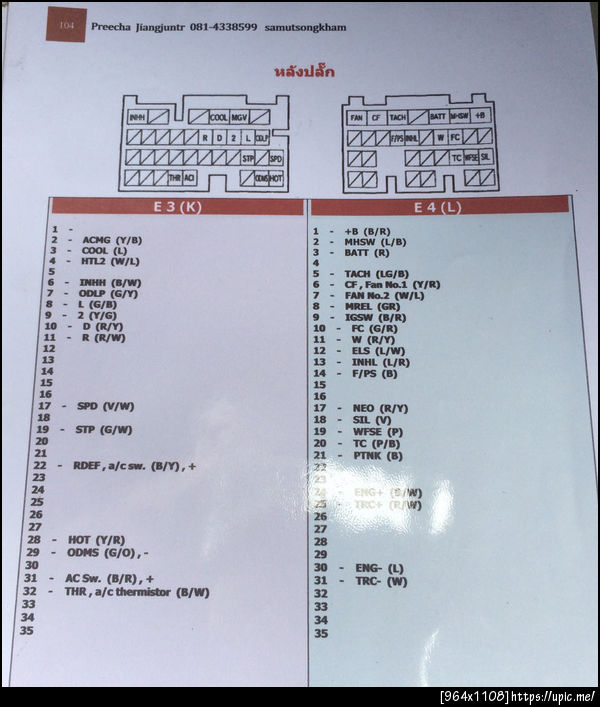 104 Preecha Jiangjuntr 081-4338599 samutsongkham
หลังปลั๊ก
INHH COOL MGV
R D 2 L ODLP
STP SPD
THR ACI ODMS HOT
FAN CF TACH BATT MHSW +B
F/PS INHL W FC
TC WFSE SIL
E 3 (K)
1 -
2 - ACMG (Y/B)
3 - COOL (L)
4 - HTL2 (W/L)
5
6 - INHH (B/W)
7 - ODLP (G/Y)
8 - L (G/B)
9 - 2 (Y/G)
10 - D (R/Y)
11 - R (R/W)
12
13
14
15
16
17 - SPD (V/W)
18
19 - STP (G/W)
20
21
22 - RDEF , a/c sw. (B/Y) , +
23
24
25
26
27
28 - HOT (Y/R)
29 - ODMS (G/O) , -
30
31 - AC Sw. (B/R) , +
32 - THR , a/c thermistor (B/W)
33
34
35
E 4 (L)
1 - +B (B/R)
2 - MHSW (L/B)
3 - BATT (R)
4
5 - TACH (LG/B)
6 - CF , Fan No.1 (Y/R)
7 - FAN No.2 (W/L)
8 - MREL (GR)
9 - IGSW (B/R)
10 - FC (G/R)
11 - W (R/Y)
12 - ELS (L/W)
13 - INHL (L/R)
14 - F/PS (B)
15
16
17 - NEO (R/Y)
18 - SIL (V)
19 - WFSE (P)
20 - TC (P/B)
21 - PTNK (B)
22
23
24 - ENG+ (B/W)
25 - TRC+ (R/W)
26
27
28
29
30 - ENG- (L)
31 - TRC- (W)
32
33
34
35
[964x1108]https://upic.me/